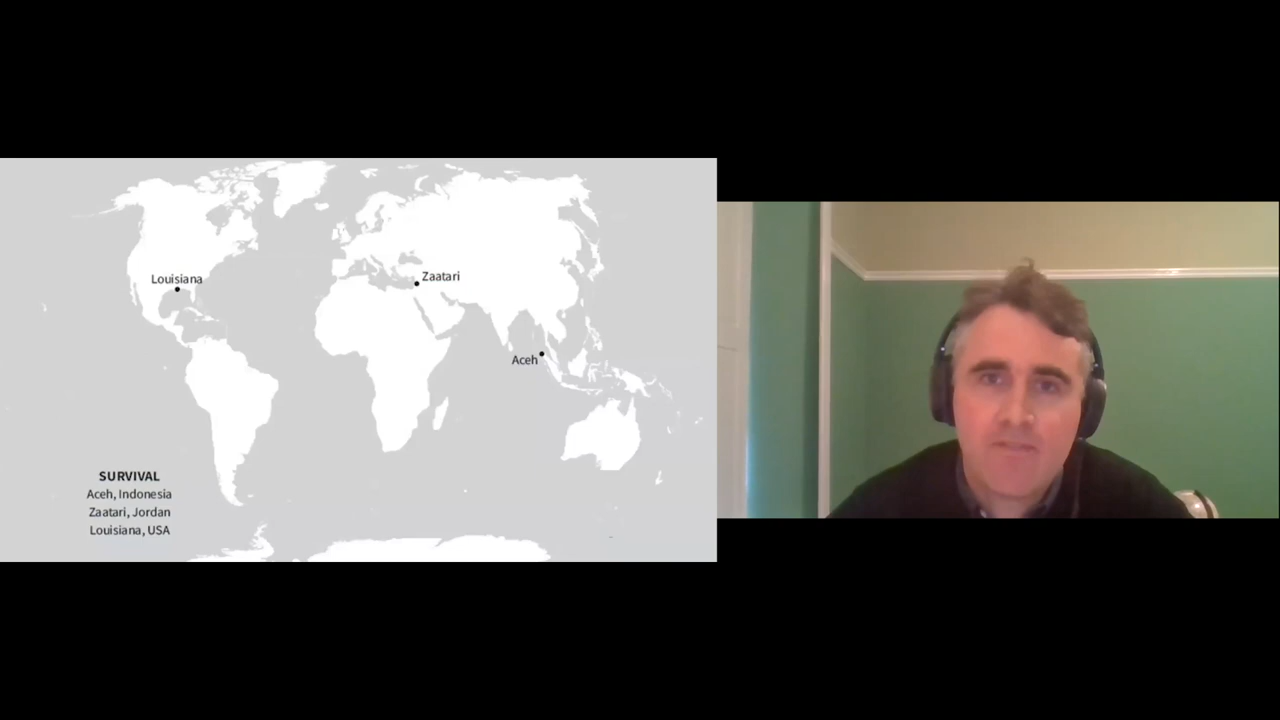 Louisiana
Zaatari
Aceh
SURVIVAL
Aceh, Indonesia
Zaatari, Jordan
Louisiana, USA